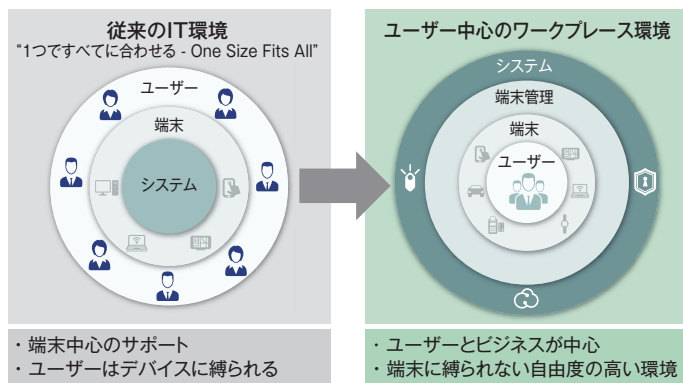 従来のIT環境
“1つですべてに合わせる - One Size Fits All”
ユーザー
端末
システム
・端末中心のサポート
・ユーザーはデバイスに縛られる
ユーザー中心のワークプレース環境
システム
端末管理
端末
ユーザー
・ユーザーとビジネスが中心
・端末に縛られない自由度の高い環境